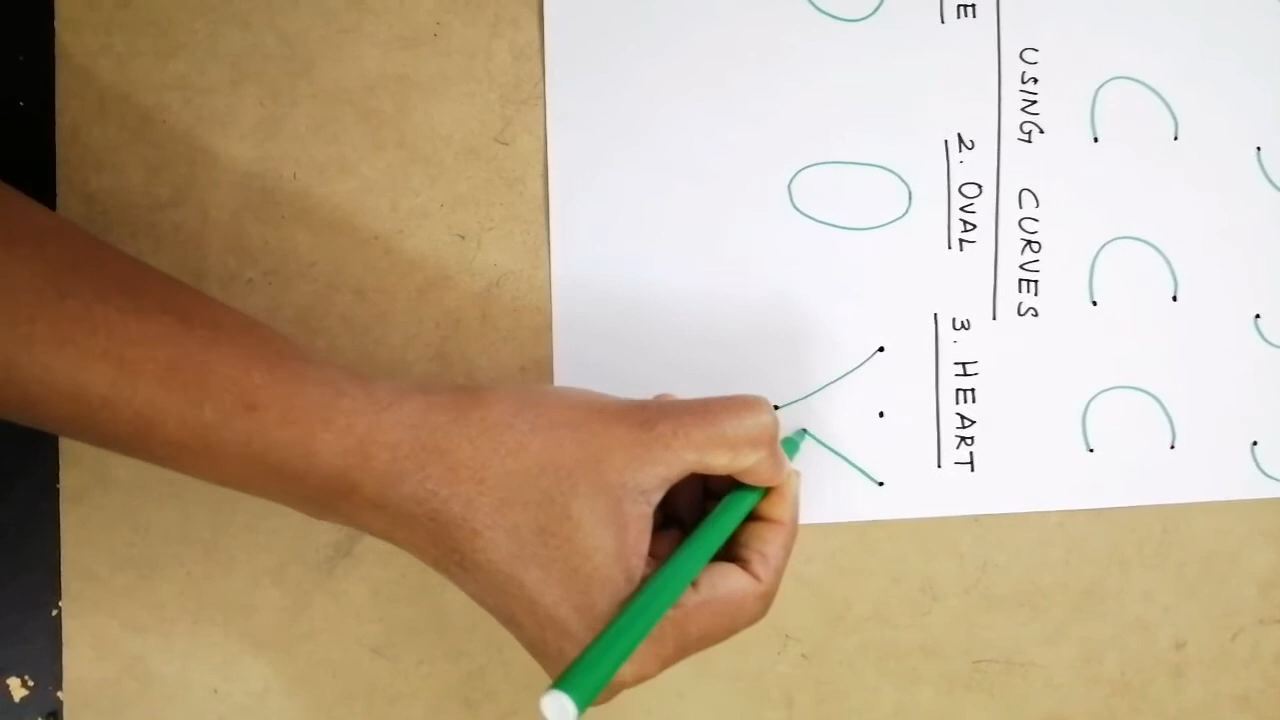 USING CURVES
E
2. OVAL
3. HEART